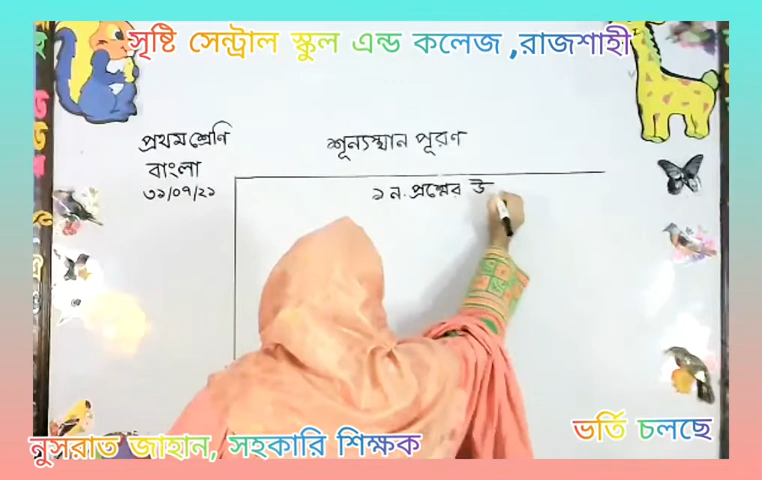 সৃষ্টি সেন্ট্রাল স্কুল এন্ড কলেজ ,রাজশাহী
প্রথম শ্রেণি
শূন্যস্থান পূরণ
বাংলা
৩১/০৭/২১
১ ন. প্রশ্নের উ
ভর্তি চলছে
নুসরাত জাহান, সহকারি শিক্ষক